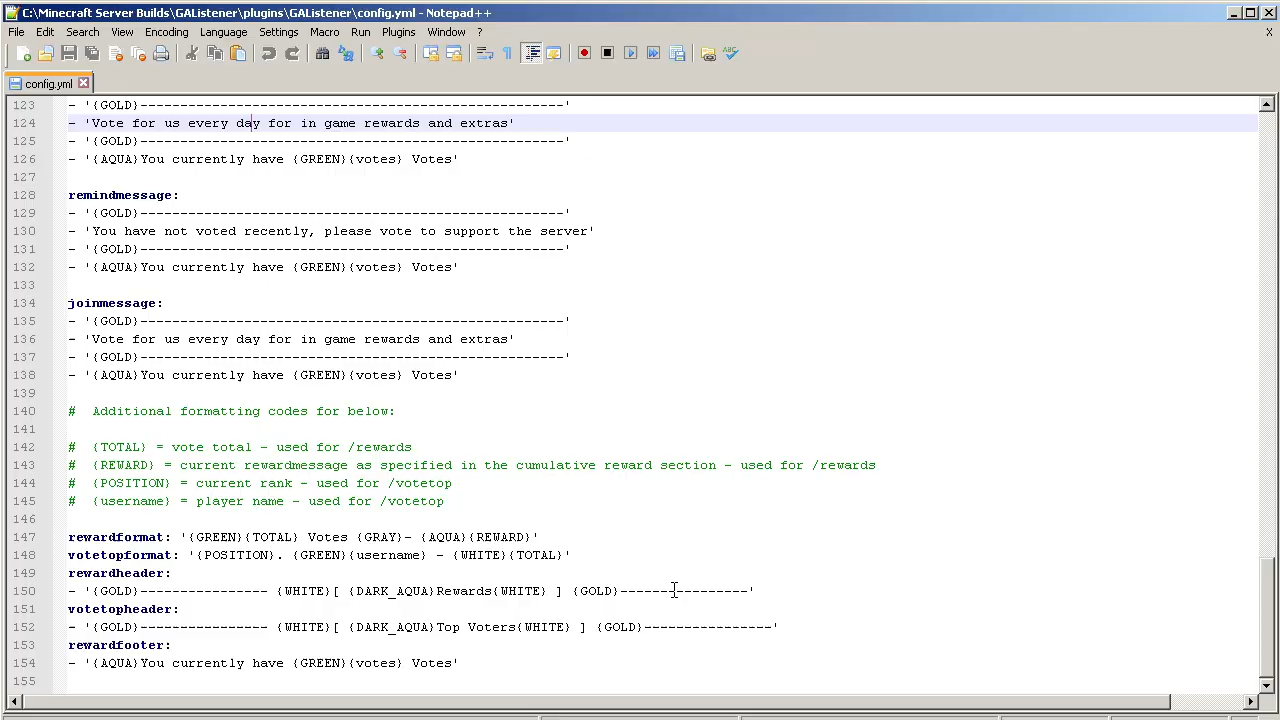 C:\Minecraft Server Builds\GAListener\plugins\GAListener\config.yml - Notepad++
File Edit Search View Encoding Language Settings Macro Run Plugins Window ? X
config.yml
123 - '{GOLD}-----------------------------------------------------'
124 - 'Vote for us every day for in game rewards and extras'
125 - '{GOLD}-----------------------------------------------------'
126 - '{AQUA}You currently have {GREEN}{votes} Votes'
127
128 remindmessage:
129 - '{GOLD}-----------------------------------------------------'
130 - 'You have not voted recently, please vote to support the server'
131 - '{GOLD}-----------------------------------------------------'
132 - '{AQUA}You currently have {GREEN}{votes} Votes'
133
134 joinmessage:
135 - '{GOLD}-----------------------------------------------------'
136 - 'Vote for us every day for in game rewards and extras'
137 - '{GOLD}-----------------------------------------------------'
138 - '{AQUA}You currently have {GREEN}{votes} Votes'
139
140 #  Additional formatting codes for below:
141
142 #  {TOTAL} = vote total - used for /rewards
143 #  {REWARD} = current rewardmessage as specified in the cumulative reward section - used for /rewards
144 #  {POSITION} = current rank - used for /votetop
145 #  {username} = player name - used for /votetop
146
147 rewardformat: '{GREEN}{TOTAL} Votes {GRAY}- {AQUA}{REWARD}'
148 votetopformat: '{POSITION}. {GREEN}{username} - {WHITE}{TOTAL}'
149 rewardheader:
150 - '{GOLD}---------------- {WHITE}[ {DARK_AQUA}Rewards{WHITE} ] {GOLD}----------------'
151 votetopheader:
152 - '{GOLD}---------------- {WHITE}[ {DARK_AQUA}Top Voters{WHITE} ] {GOLD}----------------'
153 rewardfooter:
154 - '{AQUA}You currently have {GREEN}{votes} Votes'
155